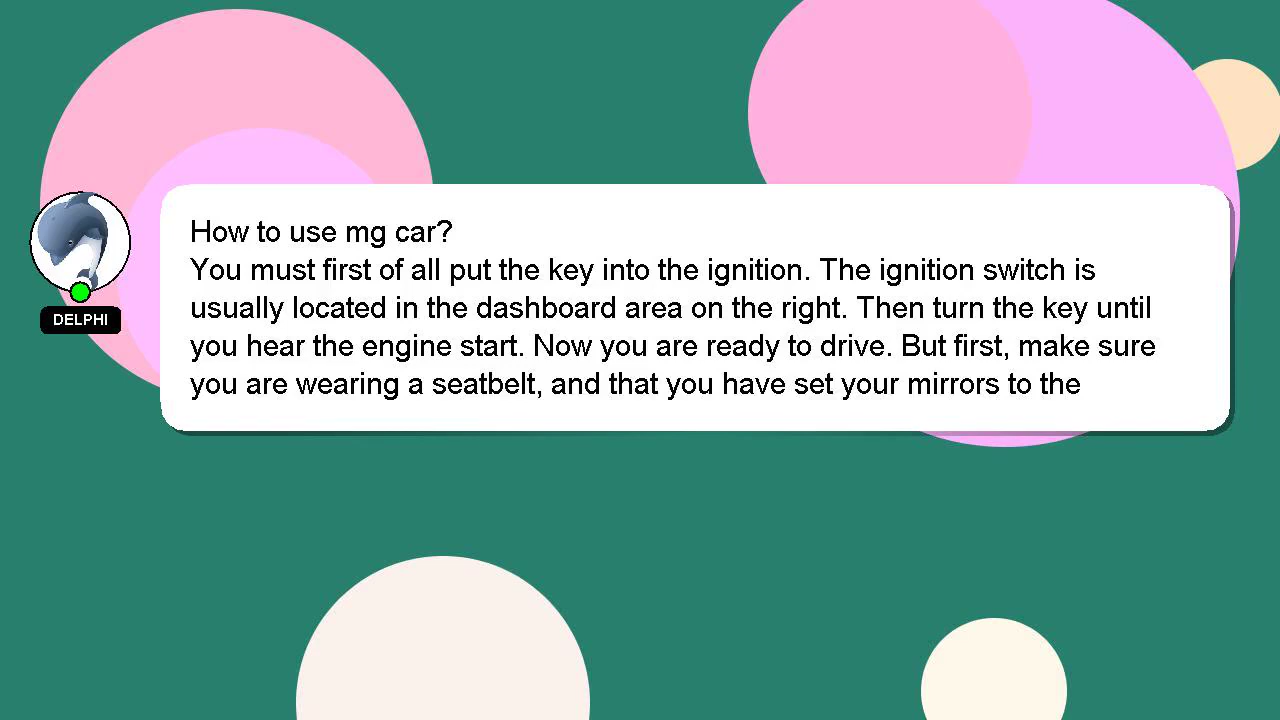 How to use mg car?
You must first of all put the key into the ignition. The ignition switch is
usually located in the dashboard area on the right. Then turn the key until
you hear the engine start. Now you are ready to drive. But first, make sure
you are wearing a seatbelt, and that you have set your mirrors to the
DELPHI